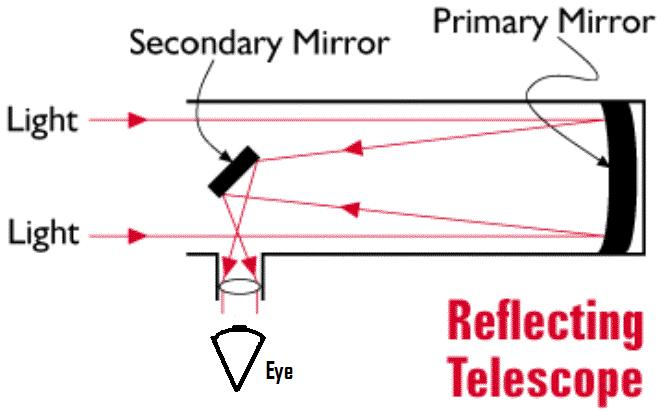 Primary Mirror
Secondary Mirror
Light
Light
Reflecting
Telescope
Eye